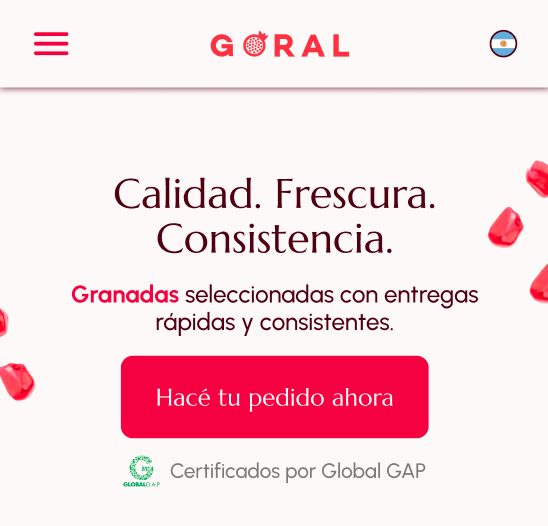 GORAL
Calidad. Frescura.
Consistencia.
Granadas seleccionadas con entregas
rápidas y consistentes.
Hacé tu pedido ahora
GLOBALG.A.P.
Certificados por Global GAP